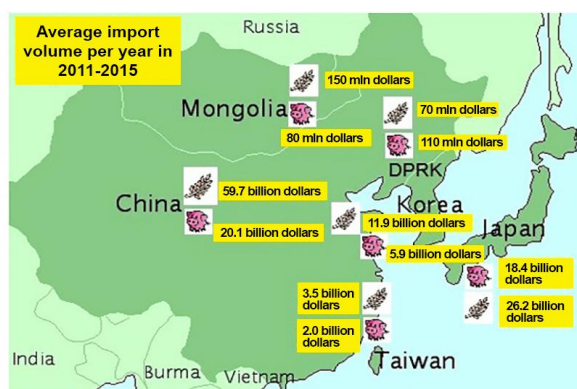 Average import
volume per year in
2011-2015
Russia
150 mln dollars
Mongolia
80 mln dollars
70 mln dollars
110 mln dollars
DPRK
59.7 billion dollars
China
20.1 billion dollars
Korea
11.9 billion dollars
5.9 billion dollars
Japan
18.4 billion
dollars
26.2 billion
dollars
3.5 billion
dollars
2.0 billion
dollars
Taiwan
India
Burma
Vietnam